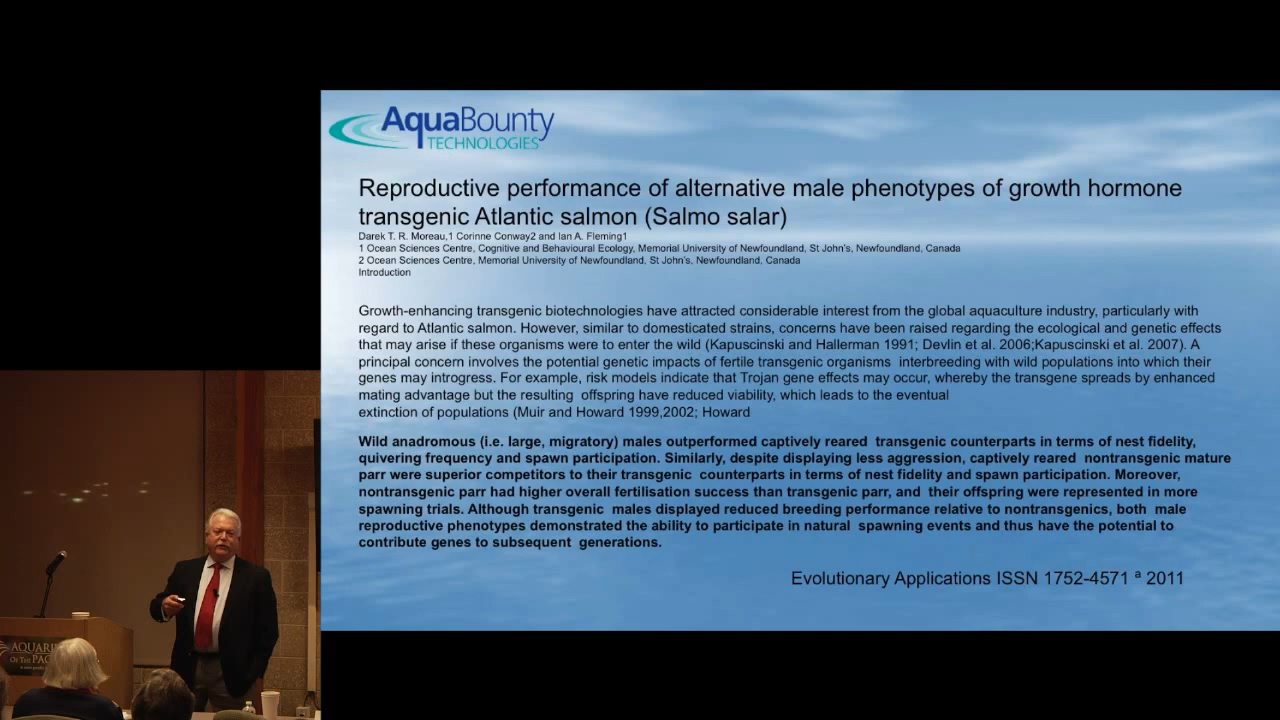 AquaBounty
TECHNOLOGIES
Reproductive performance of alternative male phenotypes of growth hormone
transgenic Atlantic salmon (Salmo salar)
Darek T. R. Moreau,1 Corinne Conway2 and Ian A. Fleming1
1 Ocean Sciences Centre, Cognitive and Behavioural Ecology, Memorial University of Newfoundland, St John's, Newfoundland, Canada
2 Ocean Sciences Centre, Memorial University of Newfoundland, St John's, Newfoundland, Canada
Introduction
Growth-enhancing transgenic biotechnologies have attracted considerable interest from the global aquaculture industry, particularly with
regard to Atlantic salmon. However, similar to domesticated strains, concerns have been raised regarding the ecological and genetic effects
that may arise if these organisms were to enter the wild (Kapuscinski and Hallerman 1991; Devlin et al. 2006;Kapuscinski et al. 2007). A
principal concern involves the potential genetic impacts of fertile transgenic organisms interbreeding with wild populations into which their
genes may introgress. For example, risk models indicate that Trojan gene effects may occur, whereby the transgene spreads by enhanced
mating advantage but the resulting offspring have reduced viability, which leads to the eventual
extinction of populations (Muir and Howard 1999,2002; Howard
Wild anadromous (i.e. large, migratory) males outperformed captively reared transgenic counterparts in terms of nest fidelity,
quivering frequency and spawn participation. Similarly, despite displaying less aggression, captively reared nontransgenic mature
parr were superior competitors to their transgenic counterparts in terms of nest fidelity and spawn participation. Moreover,
nontransgenic parr had higher overall fertilisation success than transgenic parr, and their offspring were represented in more
spawning trials. Although transgenic males displayed reduced breeding performance relative to nontransgenics, both male
reproductive phenotypes demonstrated the ability to participate in natural spawning events and thus have the potential to
contribute genes to subsequent generations.
Evolutionary Applications ISSN 1752-4571 ª 2011
AQUARI
OF THE PAC